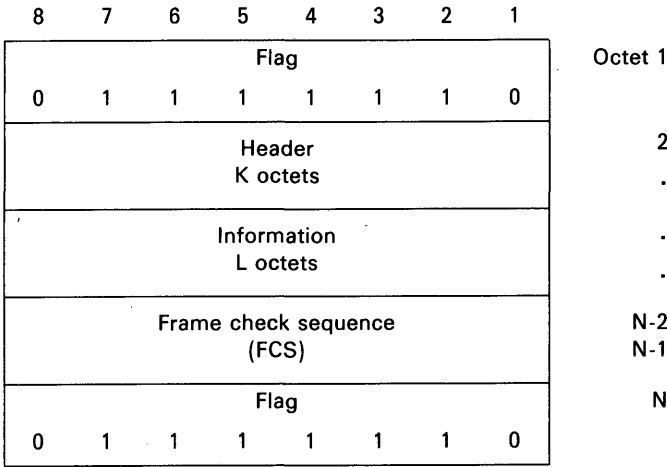 8 7 6 5 4 3 2 1
Flag Octet 1
0 1 1 1 1 1 1 0
Header 2
K octets .
Information .
L octets .
Frame check sequence N-2
(FCS) N-1
Flag N
0 1 1 1 1 1 1 0